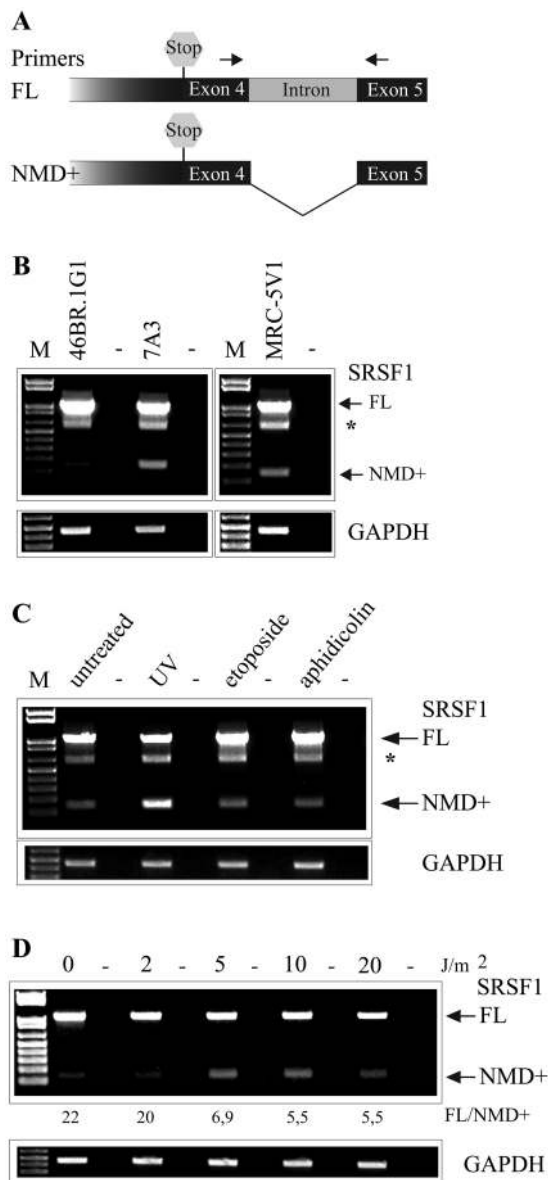 A
Stop
Primers
FL Exon 4 Intron Exon 5
Stop
NMD+ Exon 4 Exon 5
B
M 46BR.1G1 - 7A3 - M MRC-5V1 -
SRSF1
FL
*
NMD+
GAPDH
C
M untreated - UV - etoposide - aphidicolin -
SRSF1
FL
*
NMD+
GAPDH
D
0 - 2 - 5 - 10 - 20 - J/m 2
SRSF1
FL
NMD+
22 20 6,9 5,5 5,5 FL/NMD+
GAPDH